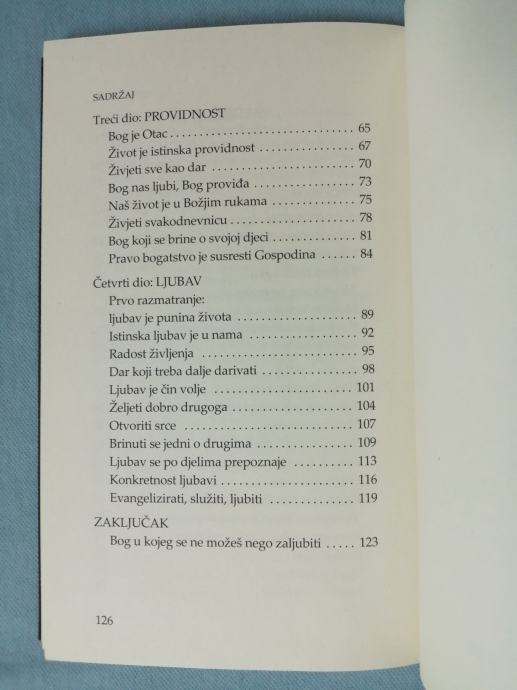 SADRŽAJ
Treći dio: PROVIDNOST
Bog je Otac ................................ 65
Život je istinska providnost ................ 67
Živjeti sve kao dar ......................... 70
Bog nas ljubi, Bog proviđa .................. 73
Naš život je u Božjim rukama ................ 75
Živjeti svakodnevnicu ....................... 78
Bog koji se brine o svojoj djeci ............ 81
Pravo bogatstvo je susresti Gospodina ...... 84
Četvrti dio: LJUBAV
Prvo razmatranje:
ljubav je punina života ..................... 89
Istinska ljubav je u nama ................... 92
Radost življenja ............................ 95
Dar koji treba dalje darivati ............... 98
Ljubav je čin volje ........................ 101
Željeti dobro drugoga ...................... 104
Otvoriti srce .............................. 107
Brinuti se jedni o drugima ................. 109
Ljubav se po djelima prepoznaje ............ 113
Konkretnost ljubavi ........................ 116
Evangelizirati, služiti, ljubiti ........... 119
ZAKLJUČAK
Bog u kojeg se ne možeš nego zaljubiti ..... 123
126